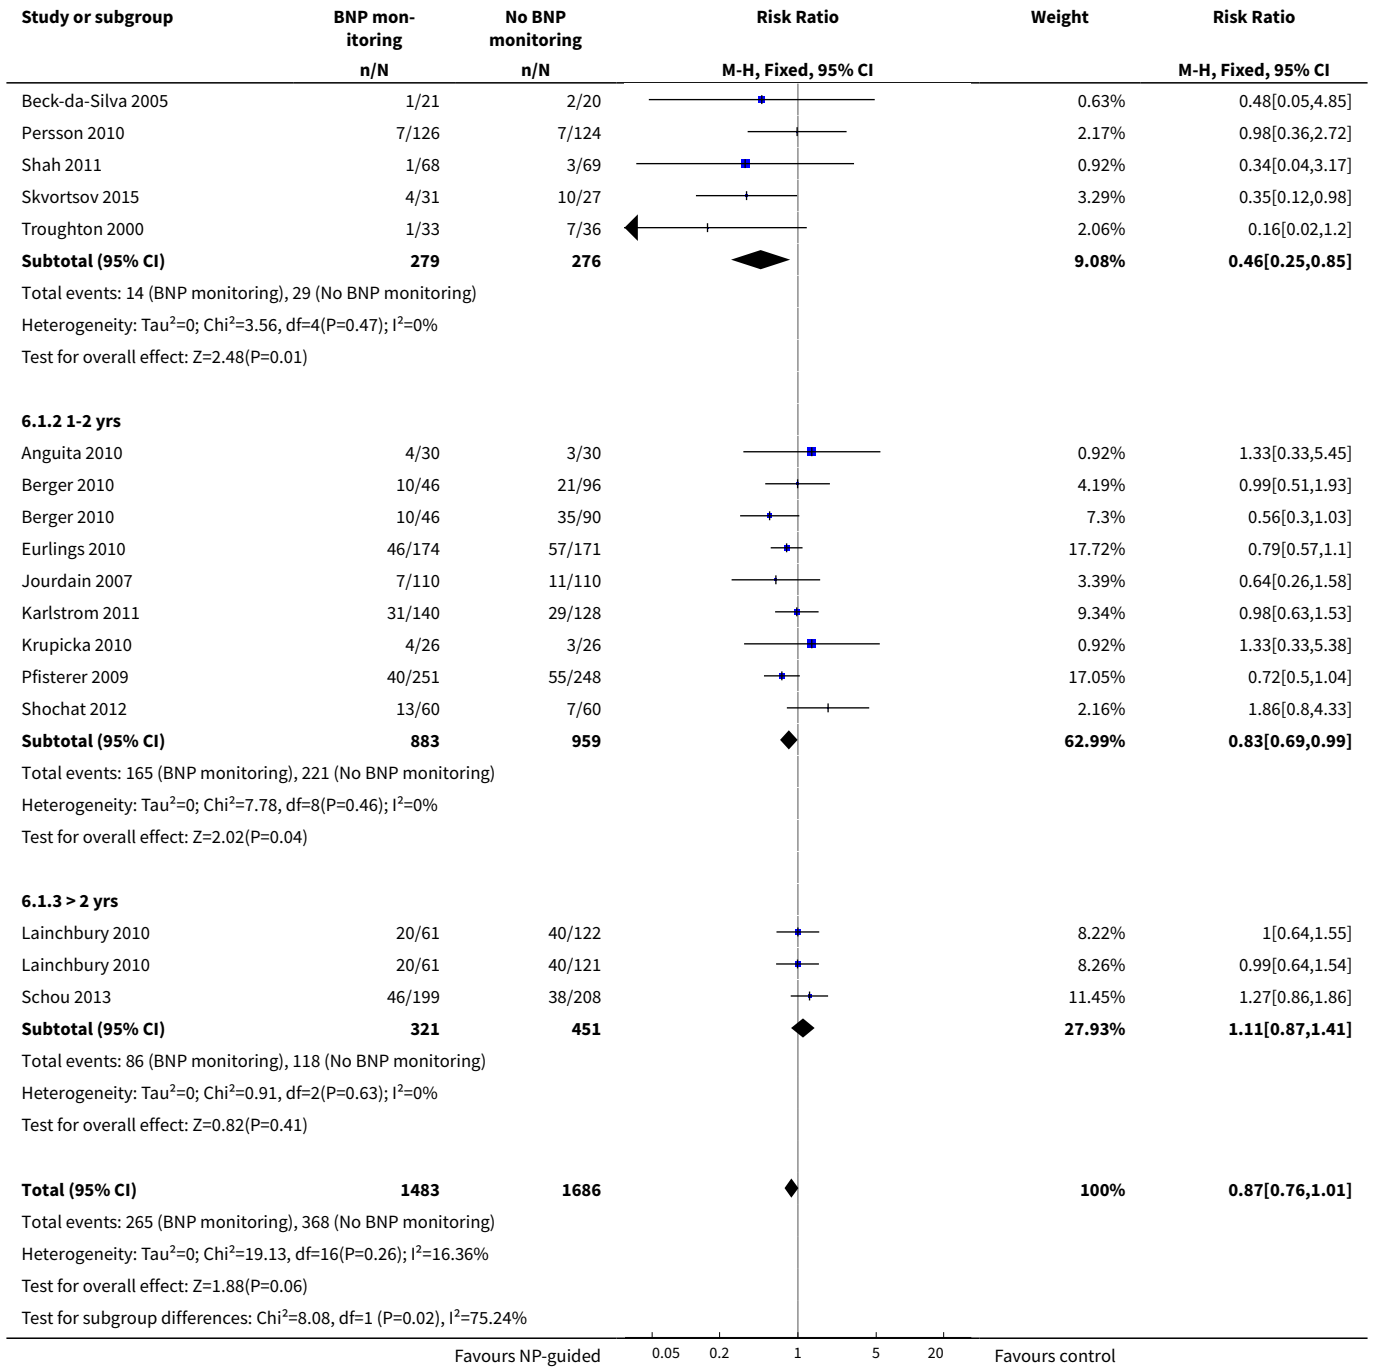 Study or subgroup BNP mon- No BNP Risk Ratio Weight Risk Ratio
itoring monitoring
n/N n/N M-H, Fixed, 95% CI M-H, Fixed, 95% CI
Beck-da-Silva 2005 1/21 2/20 0.63% 0.48[0.05,4.85]
Persson 2010 7/126 7/124 2.17% 0.98[0.36,2.72]
Shah 2011 1/68 3/69 0.92% 0.34[0.04,3.17]
Skvortsov 2015 4/31 10/27 3.29% 0.35[0.12,0.98]
Troughton 2000 1/33 7/36 2.06% 0.16[0.02,1.2]
Subtotal (95% CI) 279 276 9.08% 0.46[0.25,0.85]
Total events: 14 (BNP monitoring), 29 (No BNP monitoring)
Heterogeneity: Tau²=0; Chi²=3.56, df=4(P=0.47); I²=0%
Test for overall effect: Z=2.48(P=0.01)
6.1.2 1-2 yrs
Anguita 2010 4/30 3/30 0.92% 1.33[0.33,5.45]
Berger 2010 10/46 21/96 4.19% 0.99[0.51,1.93]
Berger 2010 10/46 35/90 7.3% 0.56[0.3,1.03]
Eurlings 2010 46/174 57/171 17.72% 0.79[0.57,1.1]
Jourdain 2007 7/110 11/110 3.39% 0.64[0.26,1.58]
Karlstrom 2011 31/140 29/128 9.34% 0.98[0.63,1.53]
Krupicka 2010 4/26 3/26 0.92% 1.33[0.33,5.38]
Pfisterer 2009 40/251 55/248 17.05% 0.72[0.5,1.04]
Shochat 2012 13/60 7/60 2.16% 1.86[0.8,4.33]
Subtotal (95% CI) 883 959 62.99% 0.83[0.69,0.99]
Total events: 165 (BNP monitoring), 221 (No BNP monitoring)
Heterogeneity: Tau²=0; Chi²=7.78, df=8(P=0.46); I²=0%
Test for overall effect: Z=2.02(P=0.04)
6.1.3 > 2 yrs
Lainchbury 2010 20/61 40/122 8.22% 1[0.64,1.55]
Lainchbury 2010 20/61 40/121 8.26% 0.99[0.64,1.54]
Schou 2013 46/199 38/208 11.45% 1.27[0.86,1.86]
Subtotal (95% CI) 321 451 27.93% 1.11[0.87,1.41]
Total events: 86 (BNP monitoring), 118 (No BNP monitoring)
Heterogeneity: Tau²=0; Chi²=0.91, df=2(P=0.63); I²=0%
Test for overall effect: Z=0.82(P=0.41)
Total (95% CI) 1483 1686 100% 0.87[0.76,1.01]
Total events: 265 (BNP monitoring), 368 (No BNP monitoring)
Heterogeneity: Tau²=0; Chi²=19.13, df=16(P=0.26); I²=16.36%
Test for overall effect: Z=1.88(P=0.06)
Test for subgroup differences: Chi²=8.08, df=1 (P=0.02), I²=75.24%
Favours NP-guided 0.05 0.2 1 5 20 Favours control